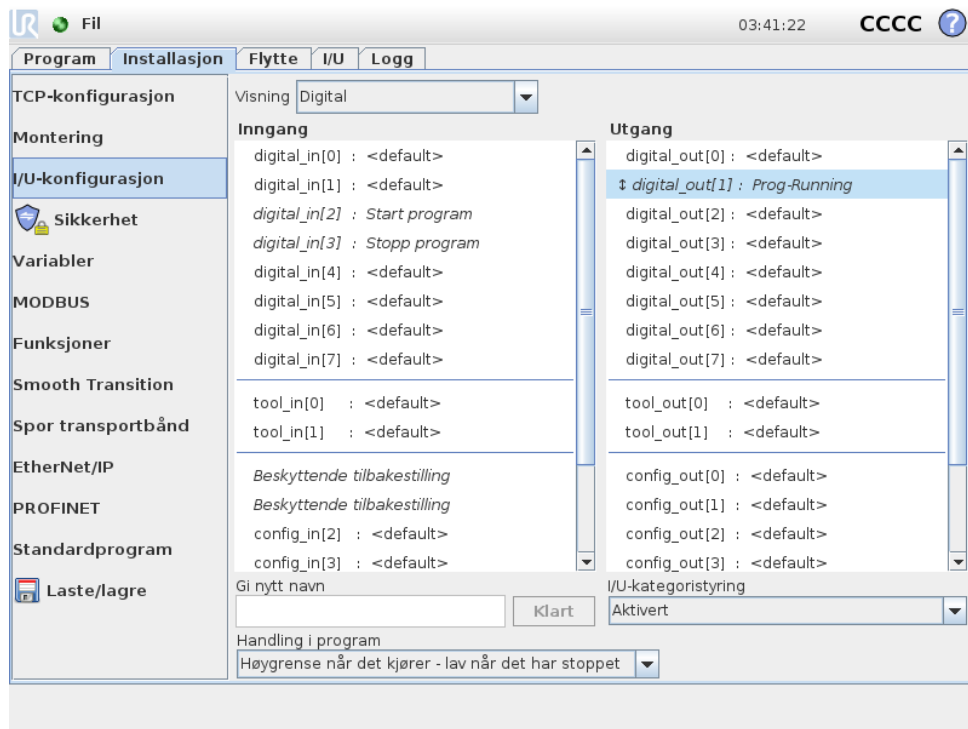 UR Fil 03:41:22 CCCC ?
Program Installasjon Flytte I/U Logg
TCP-konfigurasjon
Montering
I/U-konfigurasjon
Sikkerhet
Variabler
MODBUS
Funksjoner
Smooth Transition
Spor transportbånd
EtherNet/IP
PROFINET
Standardprogram
Laste/lagre
Visning Digital
Inngang
digital_in[0] : <default>
digital_in[1] : <default>
digital_in[2] : Start program
digital_in[3] : Stopp program
digital_in[4] : <default>
digital_in[5] : <default>
digital_in[6] : <default>
digital_in[7] : <default>
tool_in[0] : <default>
tool_in[1] : <default>
Beskyttende tilbakestilling
Beskyttende tilbakestilling
config_in[2] : <default>
config_in[3] : <default>
Utgang
digital_out[0] : <default>
↕ digital_out[1] : Prog-Running
digital_out[2] : <default>
digital_out[3] : <default>
digital_out[4] : <default>
digital_out[5] : <default>
digital_out[6] : <default>
digital_out[7] : <default>
tool_out[0] : <default>
tool_out[1] : <default>
config_out[0] : <default>
config_out[1] : <default>
config_out[2] : <default>
config_out[3] : <default>
Gi nytt navn
Klart
I/U-kategoristyring
Aktivert
Handling i program
Høygrense når det kjører - lav når det har stoppet